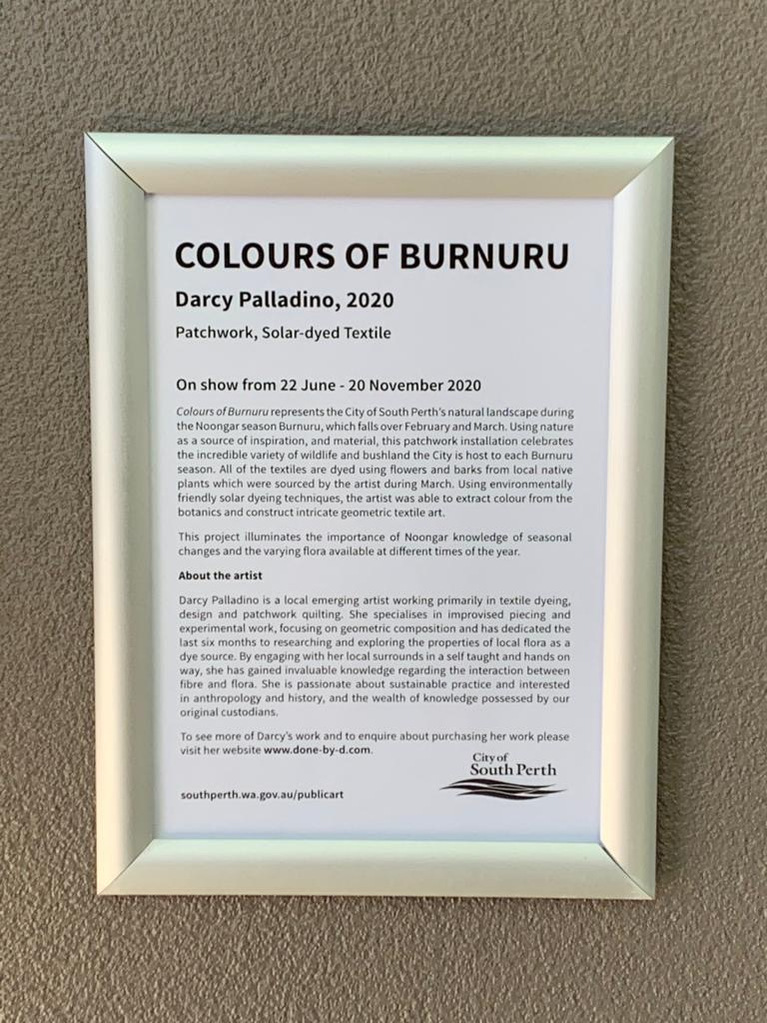 COLOURS OF BURNURU
Darcy Palladino, 2020
Patchwork, Solar-dyed Textile
On show from 22 June - 20 November 2020
Colours of Burnuru represents the City of South Perth's natural landscape during
the Noongar season Burnuru, which falls over February and March. Using nature
as a source of inspiration, and material, this patchwork installation celebrates
the incredible variety of wildlife and bushland the City is host to each Burnuru
season. All of the textiles are dyed using flowers and barks from local native
plants which were sourced by the artist during March. Using environmentally
friendly solar dyeing techniques, the artist was able to extract colour from the
botanics and construct intricate geometric textile art.
This project illuminates the importance of Noongar knowledge of seasonal
changes and the varying flora available at different times of the year.
About the artist
Darcy Palladino is a local emerging artist working primarily in textile dyeing,
design and patchwork quilting. She specialises in improvised piecing and
experimental work, focusing on geometric composition and has dedicated the
last six months to researching and exploring the properties of local flora as a
dye source. By engaging with her local surrounds in a self taught and hands on
way, she has gained invaluable knowledge regarding the interaction between
fibre and flora. She is passionate about sustainable practice and interested
in anthropology and history, and the wealth of knowledge possessed by our
original custodians.
To see more of Darcy's work and to enquire about purchasing her work please
visit her website www.done-by-d.com.
City of
South Perth
southperth.wa.gov.au/publicart